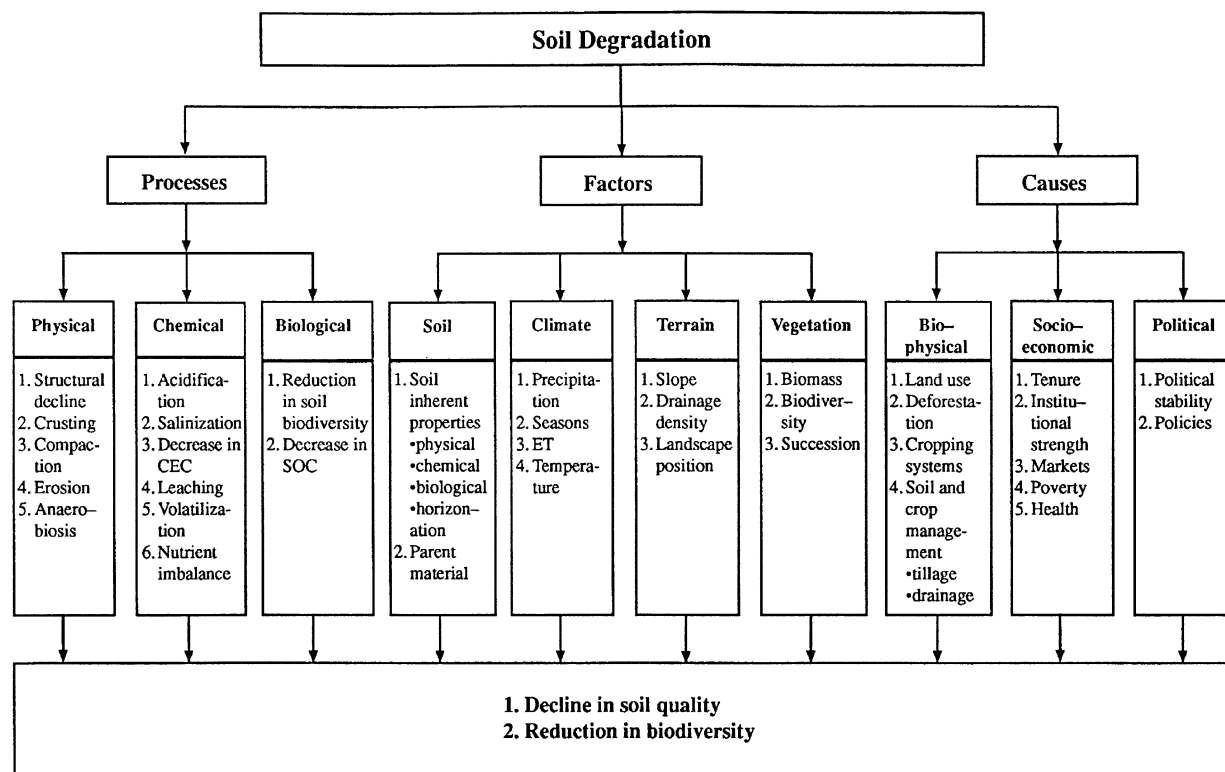 Soil Degradation
Processes
Factors
Causes
Physical
1. Structural
decline
2. Crusting
3. Compac-
tion
4. Erosion
5. Anaero–
biosis
Chemical
1. Acidifica-
tion
2. Salinization
3. Decrease in
CEC
4. Leaching
5. Volatiliza-
tion
6. Nutrient
imbalance
Biological
1. Reduction
in soil
biodiversity
2. Decrease in
SOC
Soil
1. Soil
inherent
properties
•physical
•chemical
•biological
•horizon–
ation
2. Parent
material
Climate
1. Precipita-
tion
2. Seasons
3. ET
4. Tempera-
ture
Terrain
1. Slope
2. Drainage
density
3. Landscape
position
Vegetation
1. Biomass
2. Biodiver-
sity
3. Succession
Bio–
physical
1. Land use
2. Deforesta-
tion
3. Cropping
systems
4. Soil and
crop
manage-
ment
•tillage
•drainage
Socio–
economic
1. Tenure
2. Institu-
tional
strength
3. Markets
4. Poverty
5. Health
Political
1. Political
stability
2. Policies
1. Decline in soil quality
2. Reduction in biodiversity